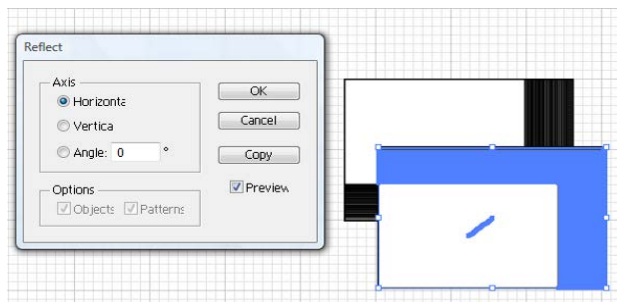 Reflect
Axis
Horizonta
Vertica
Angle: 0 °
Options
Objects Patterns
OK
Cancel
Copy
Preview